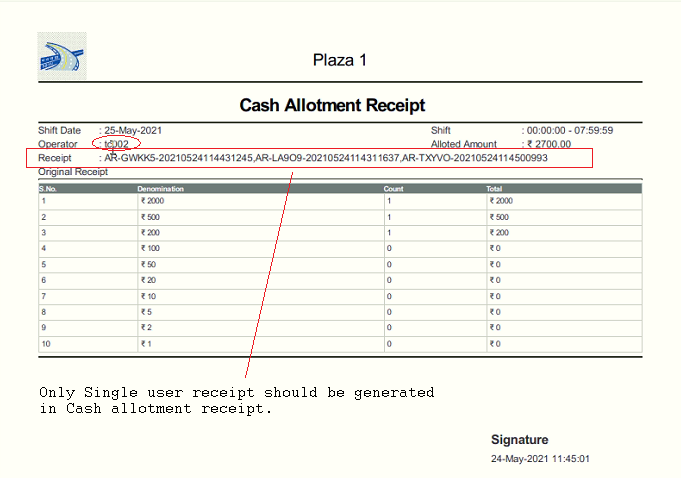 Plaza 1
Cash Allotment Receipt
Shift Date : 25-May-2021 Shift : 00:00:00 - 07:59:59
Operator : tc002 Alloted Amount : ₹ 2700.00
Receipt : AR-GWKK5-20210524114431245,AR-LA9O9-20210524114311637,AR-TXYVO-20210524114500993
Original Receipt
S.No. Denomination Count Total
1 ₹ 2000 1 ₹ 2000
2 ₹ 500 1 ₹ 500
3 ₹ 200 1 ₹ 200
4 ₹ 100 0 ₹ 0
5 ₹ 50 0 ₹ 0
6 ₹ 20 0 ₹ 0
7 ₹ 10 0 ₹ 0
8 ₹ 5 0 ₹ 0
9 ₹ 2 0 ₹ 0
10 ₹ 1 0 ₹ 0
Only Single user receipt should be generated
in Cash allotment receipt.
Signature
24-May-2021 11:45:01